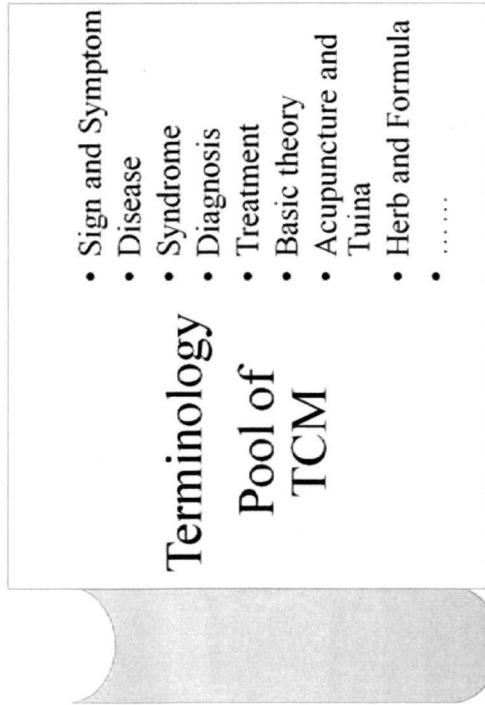 Terminology
Pool of
TCM
• Sign and Symptom
• Disease
• Syndrome
• Diagnosis
• Treatment
• Basic theory
• Acupuncture and
Tuina
• Herb and Formula
• ……